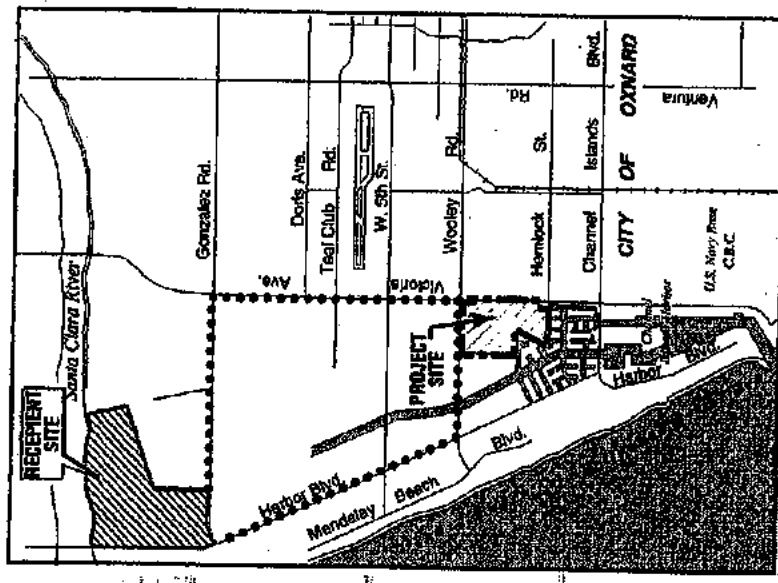 RECEPIENT
SITE
Santa Clara River
Gonzalez Rd.
Doris Ave.
Teal Club Rd.
W. 5th St.
Wooley Rd.
Hemlock St.
Channel Islands Blvd.
CITY OF OXNARD
Rd.
Ventura
Victoria Ave.
PROJECT
SITE
Harbor Blvd
Mandalay Beach
Blvd.
Harbor Blvd.
Harbor
U.S. Navy Base
C.B.C.